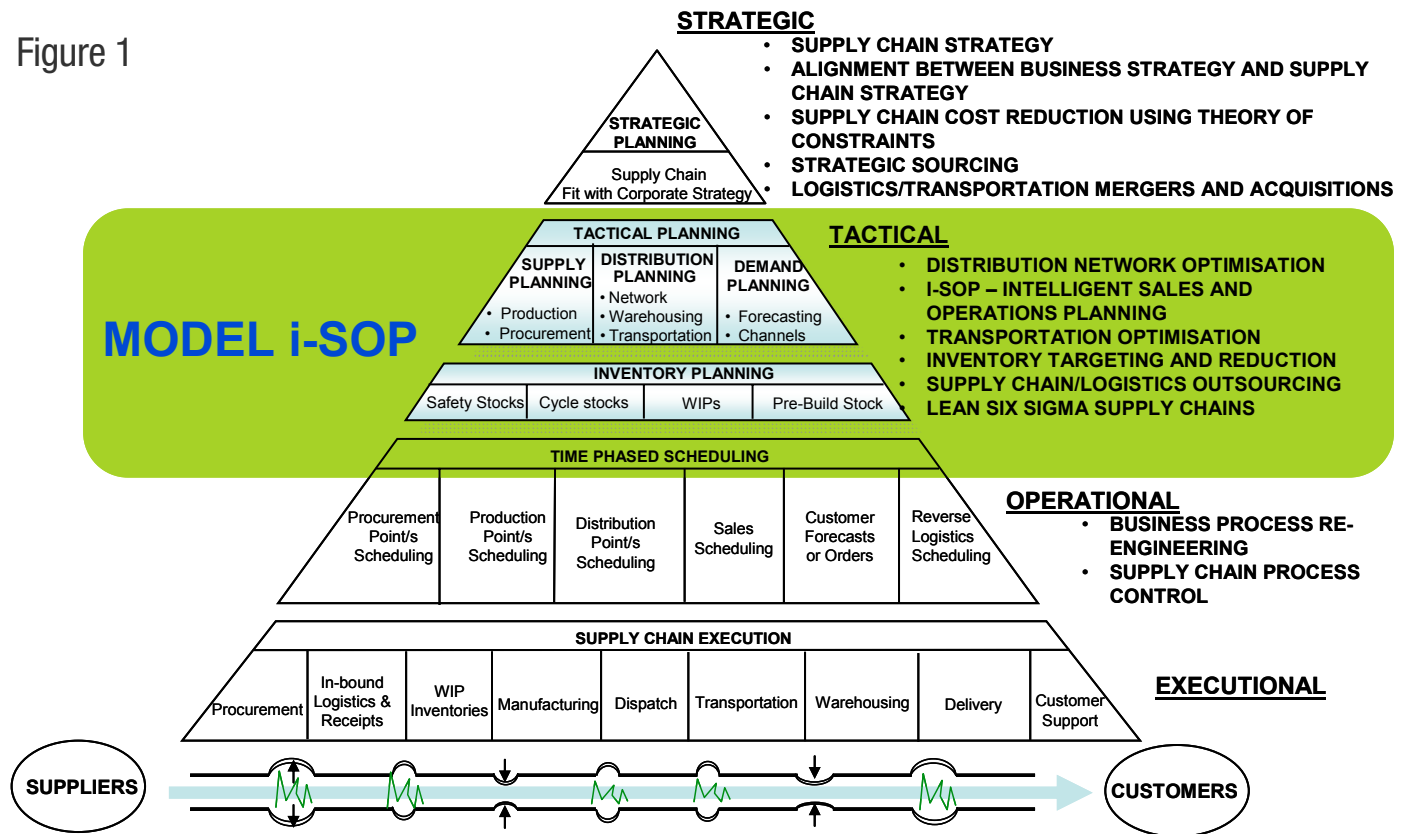 Figure 1
STRATEGIC
• SUPPLY CHAIN STRATEGY
• ALIGNMENT BETWEEN BUSINESS STRATEGY AND SUPPLY
CHAIN STRATEGY
• SUPPLY CHAIN COST REDUCTION USING THEORY OF
CONSTRAINTS
• STRATEGIC SOURCING
• LOGISTICS/TRANSPORTATION MERGERS AND ACQUISITIONS
STRATEGIC
PLANNING
Supply Chain
Fit with Corporate Strategy
MODEL i-SOP
TACTICAL PLANNING
SUPPLY
PLANNING
• Production
• Procurement
DISTRIBUTION
PLANNING
• Network
• Warehousing
• Transportation
DEMAND
PLANNING
• Forecasting
• Channels
TACTICAL
• DISTRIBUTION NETWORK OPTIMISATION
• I-SOP – INTELLIGENT SALES AND
OPERATIONS PLANNING
• TRANSPORTATION OPTIMISATION
• INVENTORY TARGETING AND REDUCTION
• SUPPLY CHAIN/LOGISTICS OUTSOURCING
• LEAN SIX SIGMA SUPPLY CHAINS
INVENTORY PLANNING
Safety Stocks
Cycle stocks
WIPs
Pre-Build Stock
TIME PHASED SCHEDULING
Procurement
Point/s
Scheduling
Production
Point/s
Scheduling
Distribution
Point/s
Scheduling
Sales
Scheduling
Customer
Forecasts
or Orders
Reverse
Logistics
Scheduling
OPERATIONAL
• BUSINESS PROCESS RE-
ENGINEERING
• SUPPLY CHAIN PROCESS
CONTROL
SUPPLY CHAIN EXECUTION
Procurement
In-bound
Logistics &
Receipts
WIP
Inventories
Manufacturing
Dispatch
Transportation
Warehousing
Delivery
Customer
Support
EXECUTIONAL
SUPPLIERS
CUSTOMERS